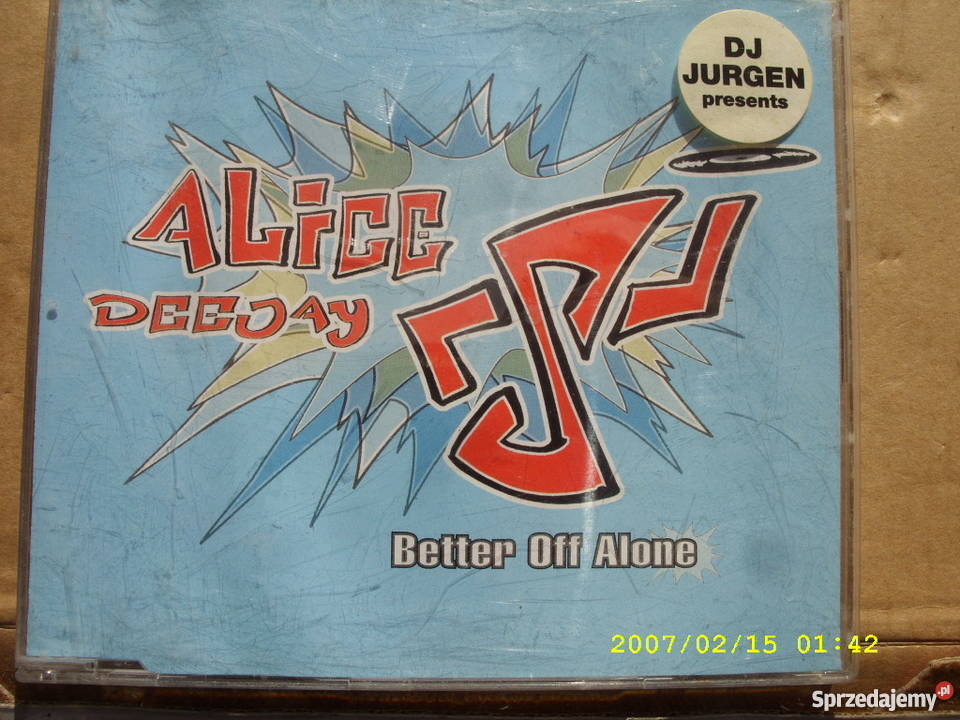 DJ
JURGEN
presents
ALiCE
DEEJAY
Better Off Alone
2007/02/15 01:42
Sprzedajemy.pl